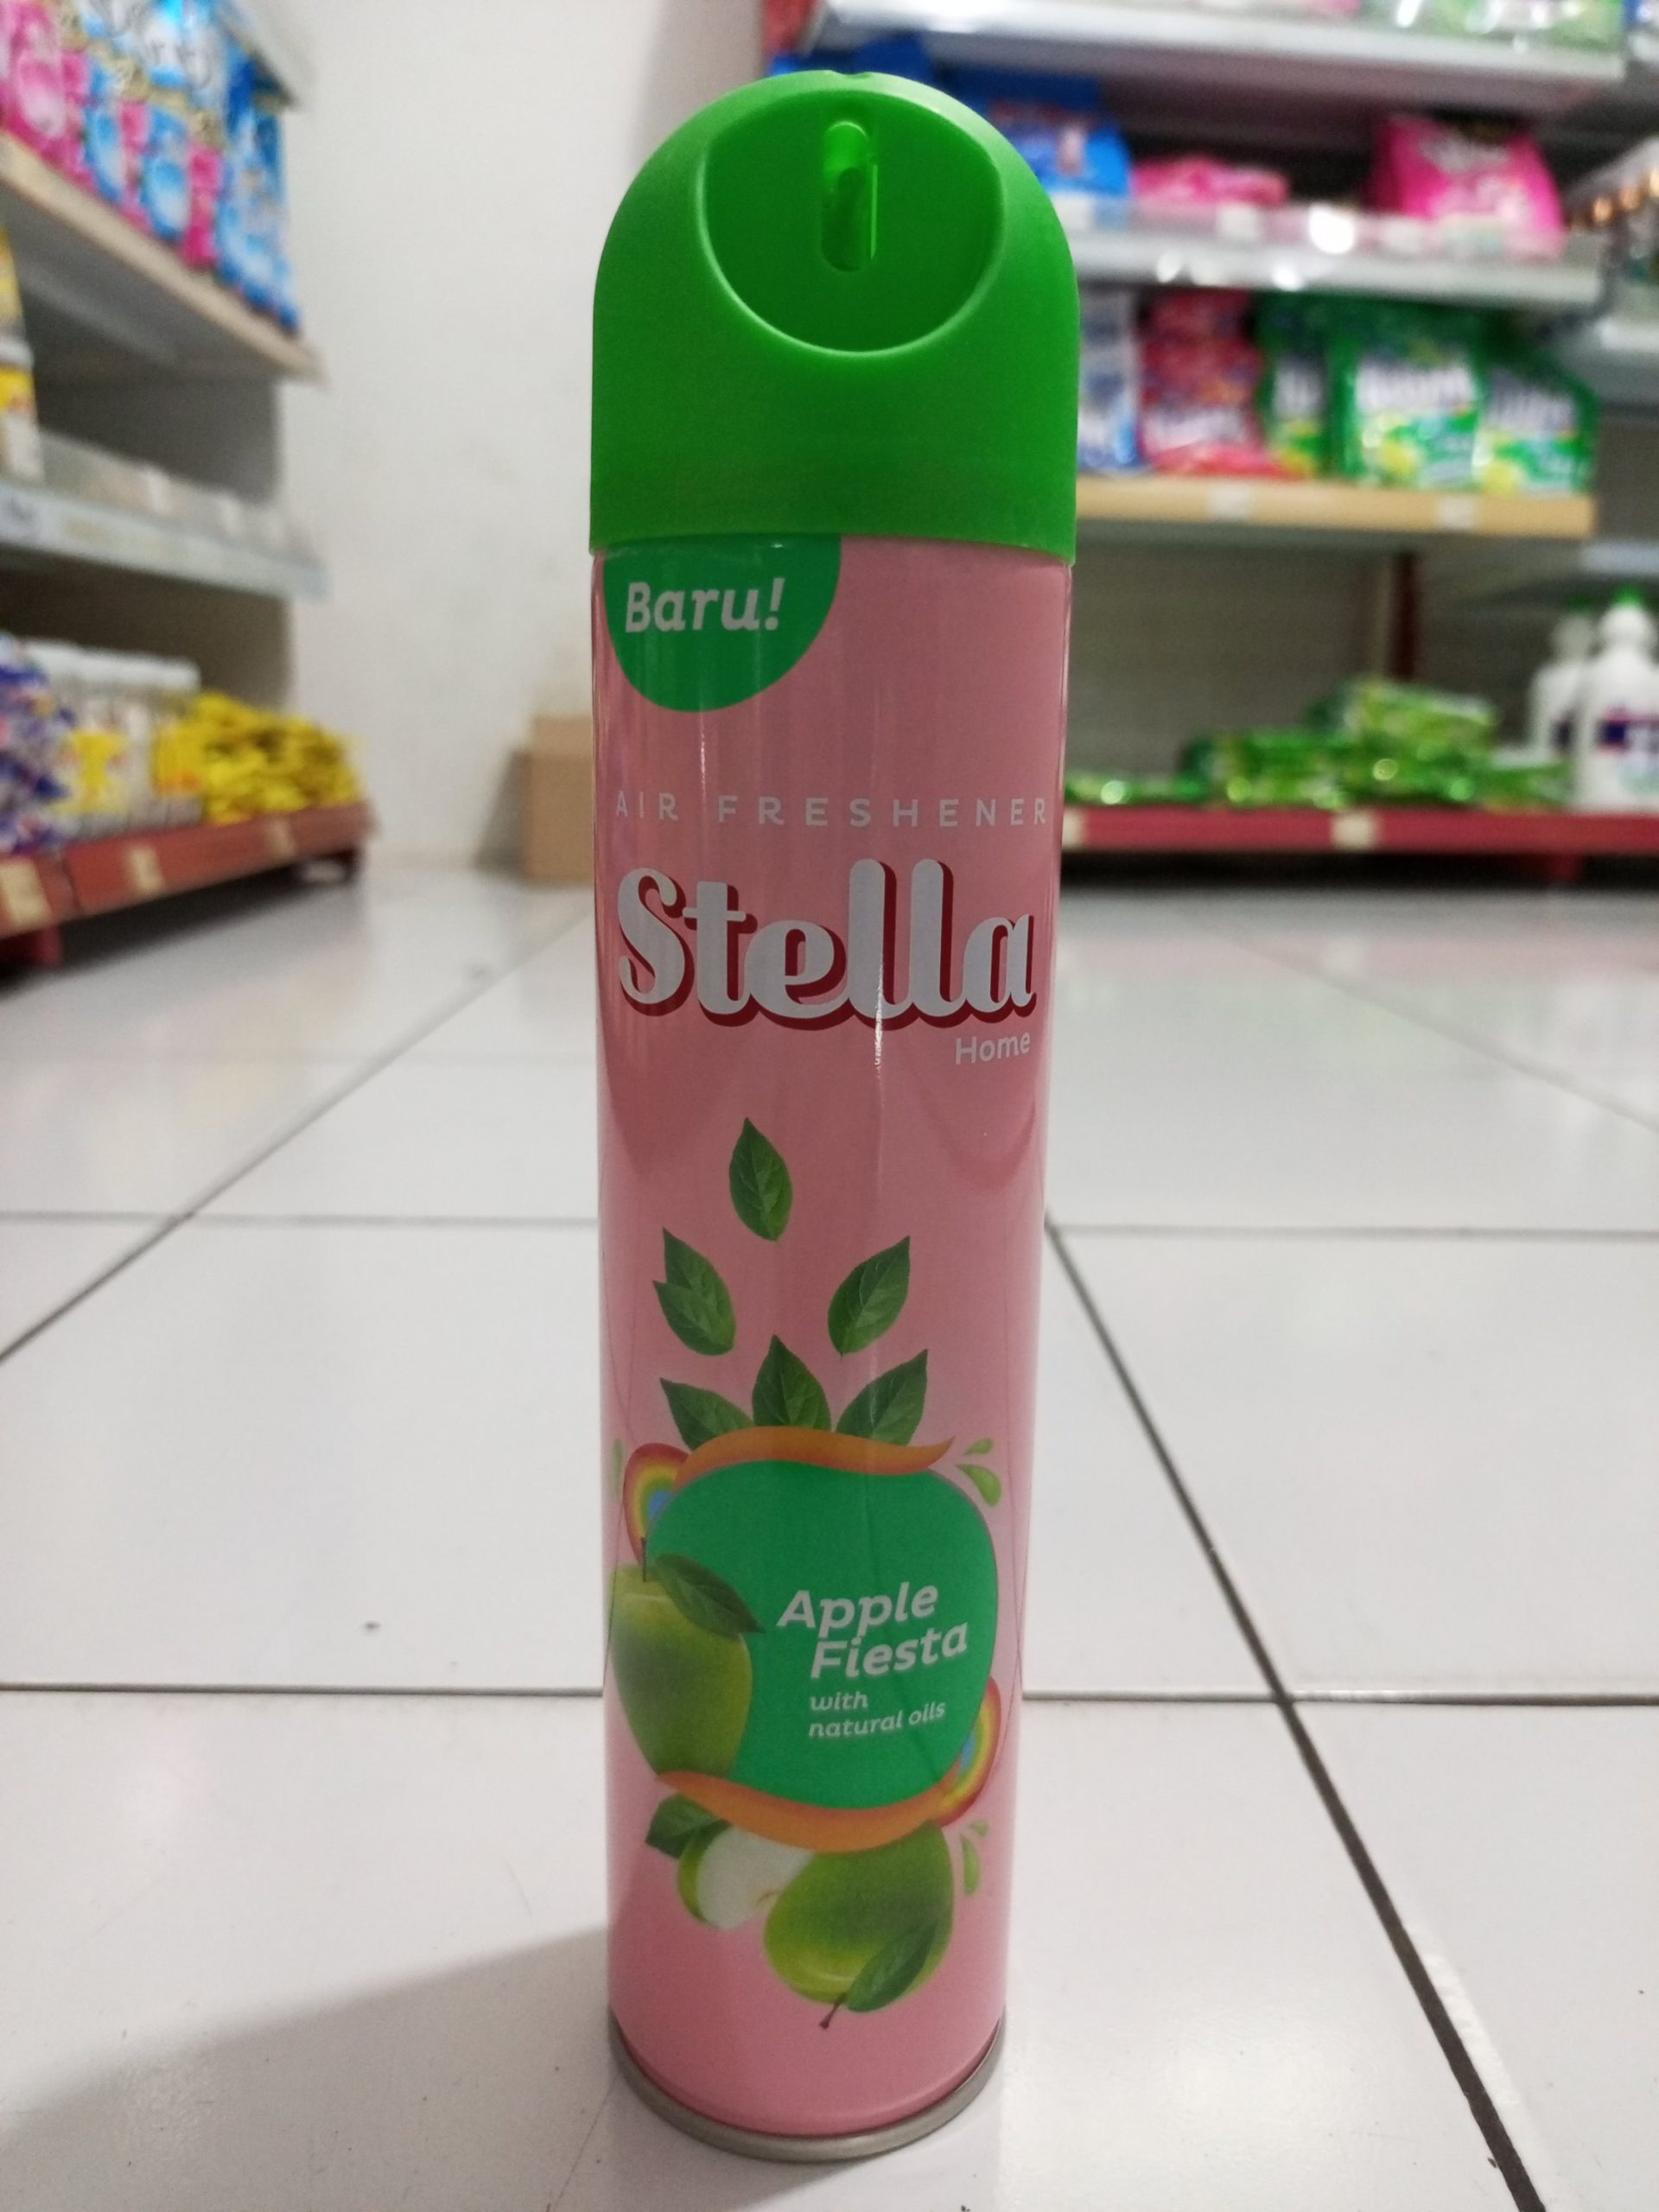 Baru!
AIR FRESHENER
Stella
Home
Apple
Fiesta
with
natural oils